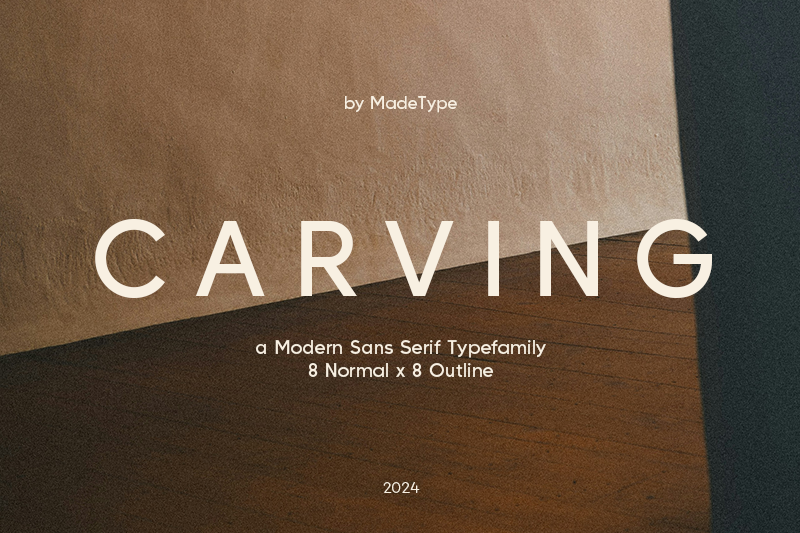 by MadeType
CARVING
a Modern Sans Serif Typefamily
8 Normal x 8 Outline
2024